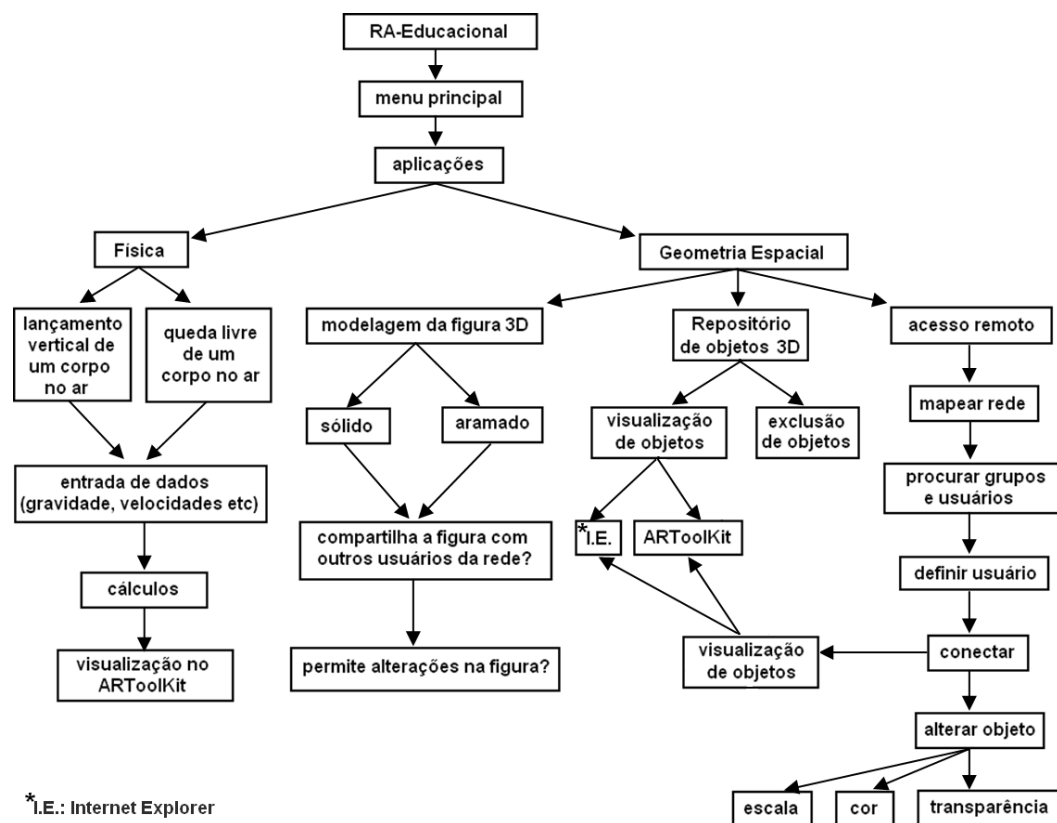 RA-Educacional
menu principal
aplicações
Física
Geometria Espacial
lançamento
vertical de
um corpo
no ar
queda livre
de um
corpo no ar
modelagem da figura 3D
Repositório
de objetos 3D
acesso remoto
sólido
aramado
visualização
de objetos
exclusão
de objetos
mapear rede
entrada de dados
(gravidade, velocidades etc)
procurar grupos
e usuários
compartilha a figura com
outros usuários da rede?
*I.E.
ARToolKit
cálculos
definir usuário
visualização no
ARToolKit
permite alterações na figura?
visualização
de objetos
conectar
alterar objeto
escala
cor
transparência
*I.E.: Internet Explorer